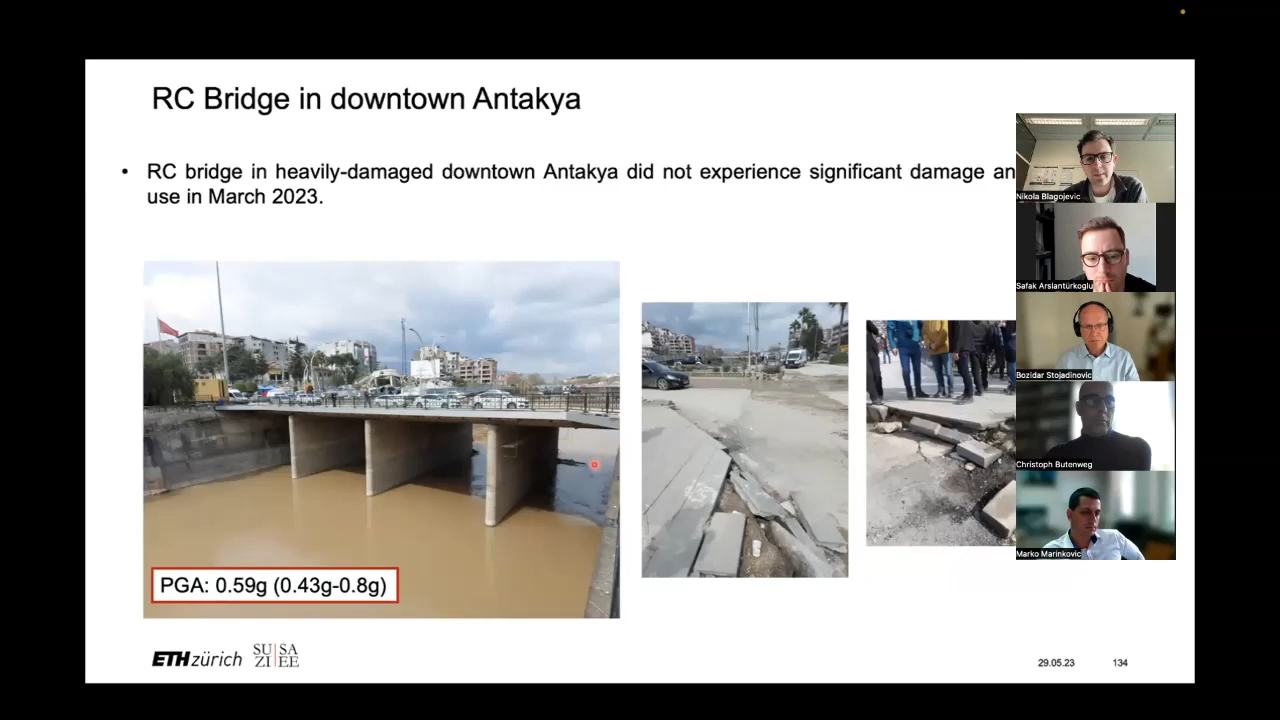 RC Bridge in downtown Antakya
• RC bridge in heavily-damaged downtown Antakya did not experience significant damage an
use in March 2023.
Nikola Blagojevic
Safak Arslantürkoglu
Bozidar Stojadinovic
Christoph Butenweg
Marko Marinkovic
PGA: 0.59g (0.43g-0.8g)
ETH zürich
SU|SA
ZI|EE
29.05.23
134